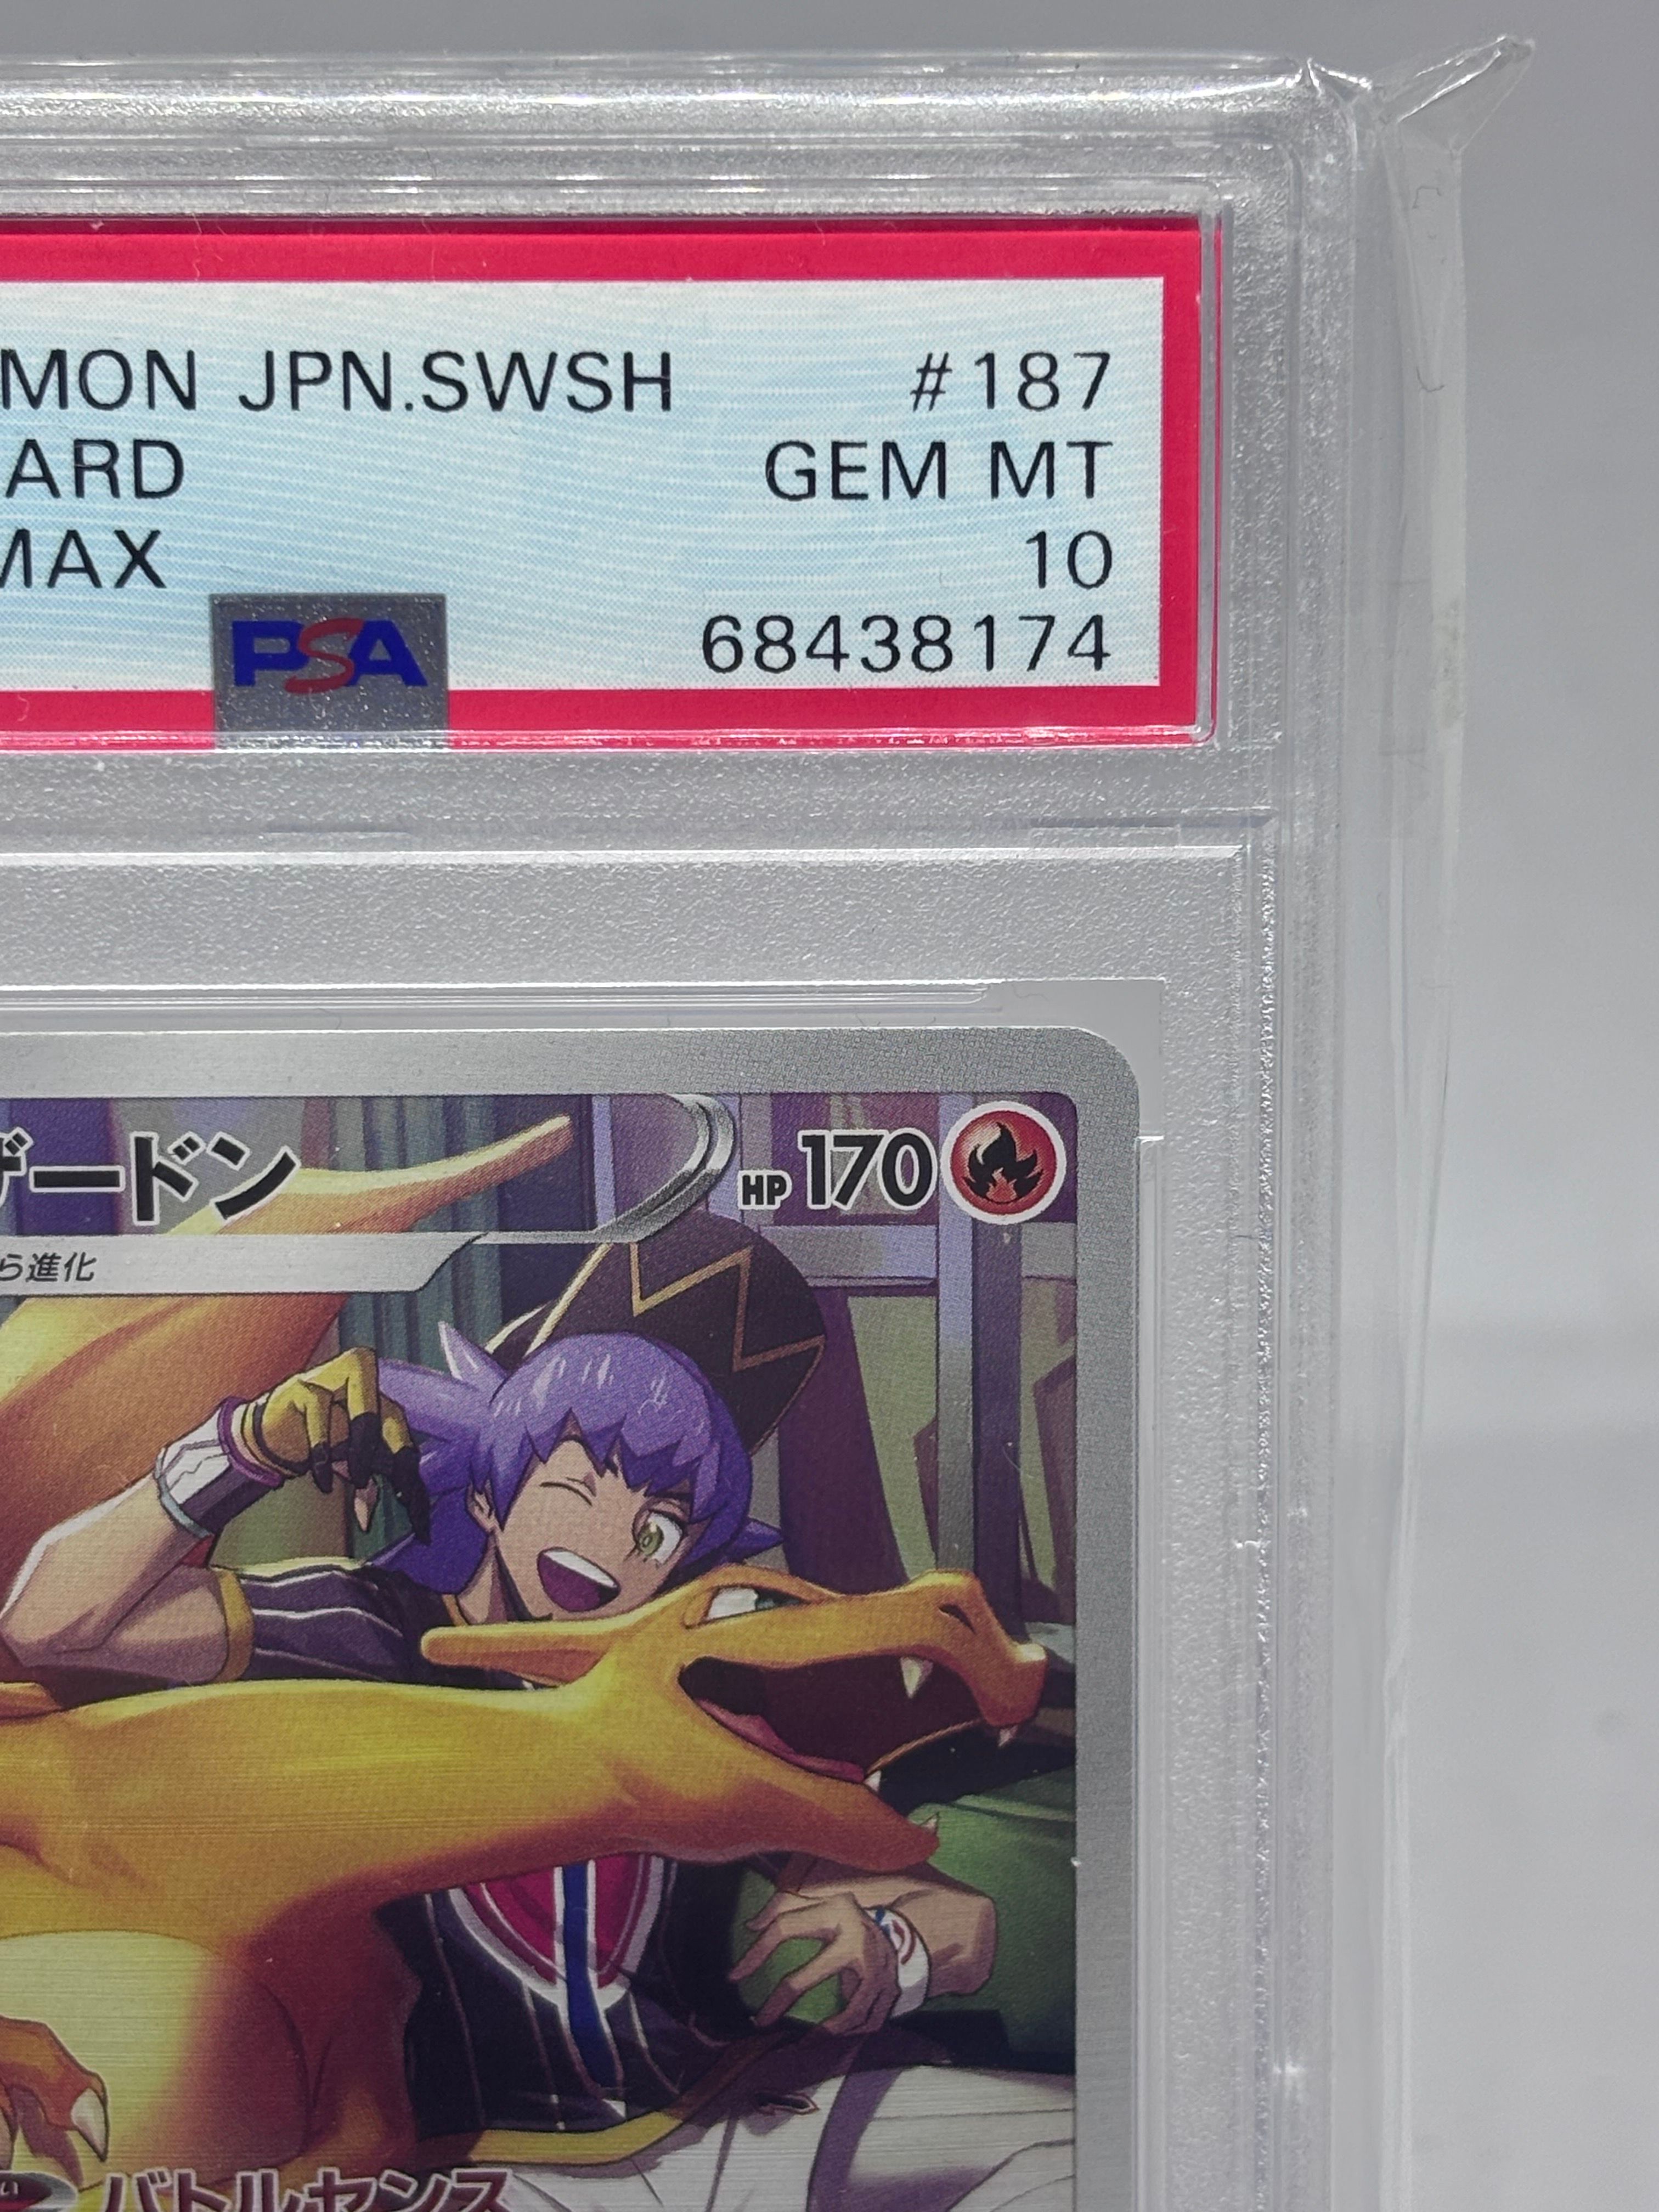 MON JPN.SWSH #187
ARD GEM MT
MAX 10
PSA 68438174
ザードン HP 170
ら進化
バトルセンス